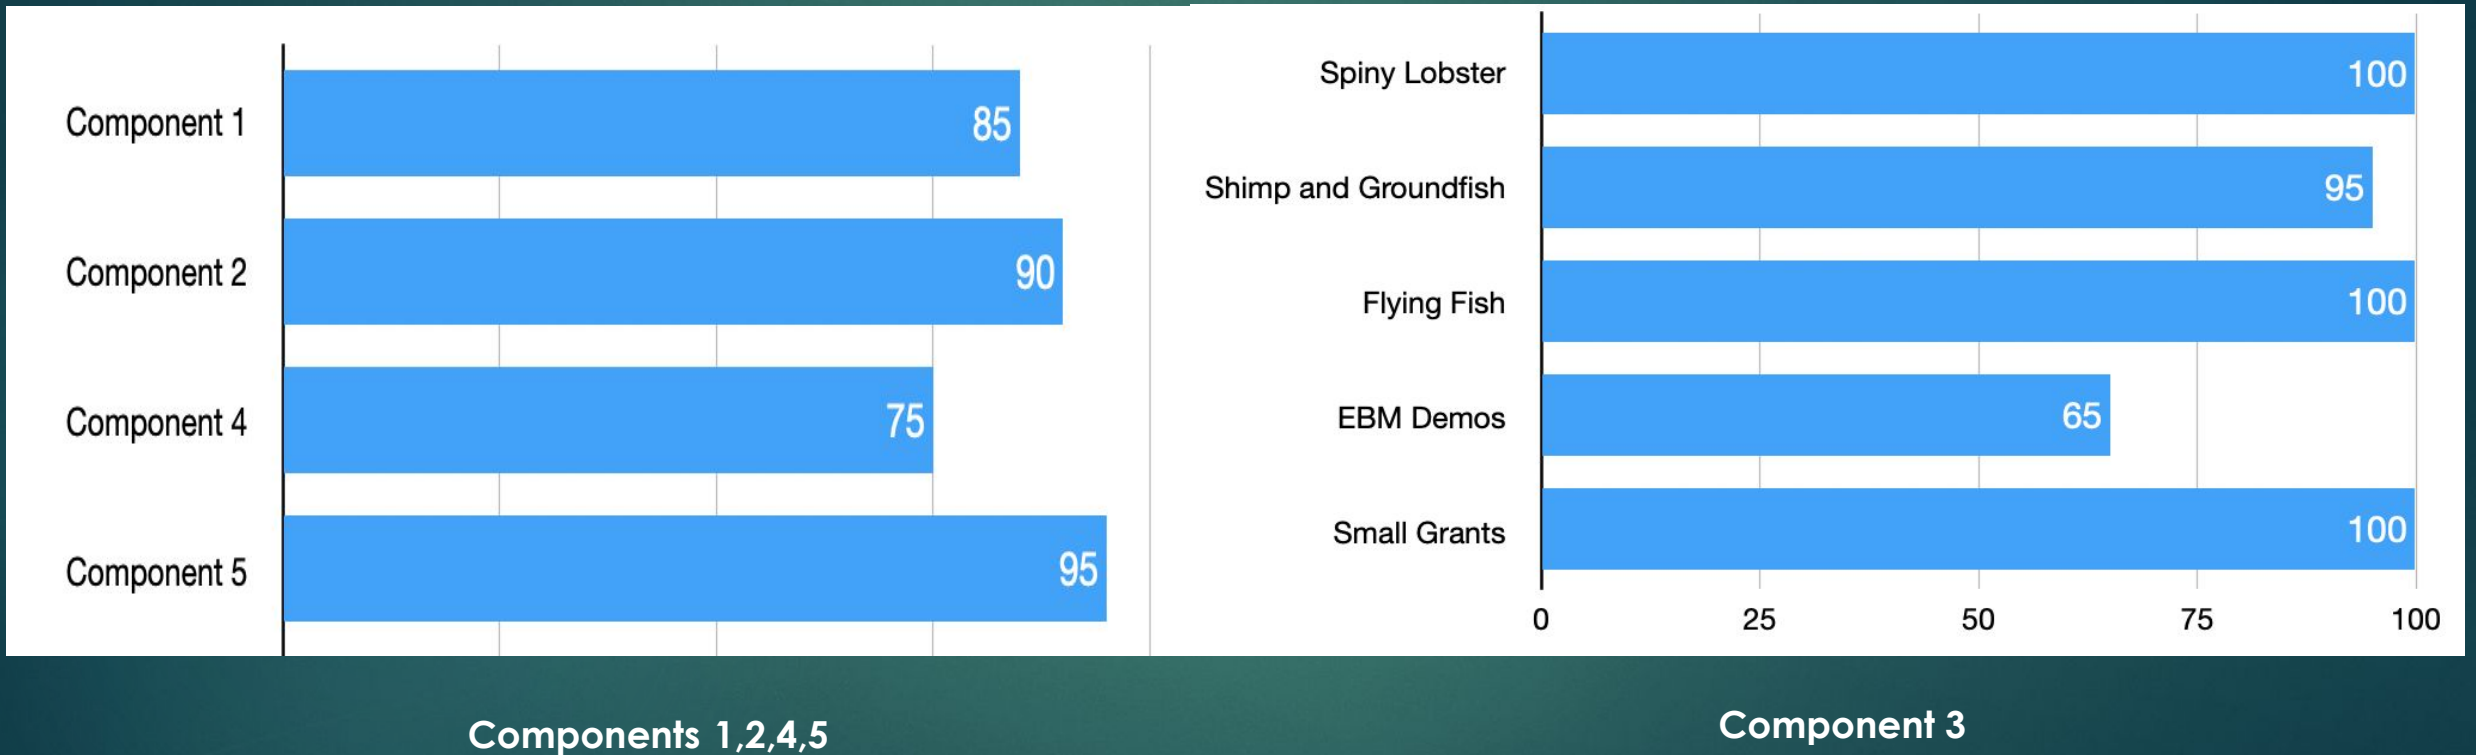 Component 1
85
Component 2
90
Component 4
75
Component 5
95
Components 1,2,4,5
Spiny Lobster
100
Shimp and Groundfish
95
Flying Fish
100
EBM Demos
65
Small Grants
100
0 25 50 75 100
Component 3